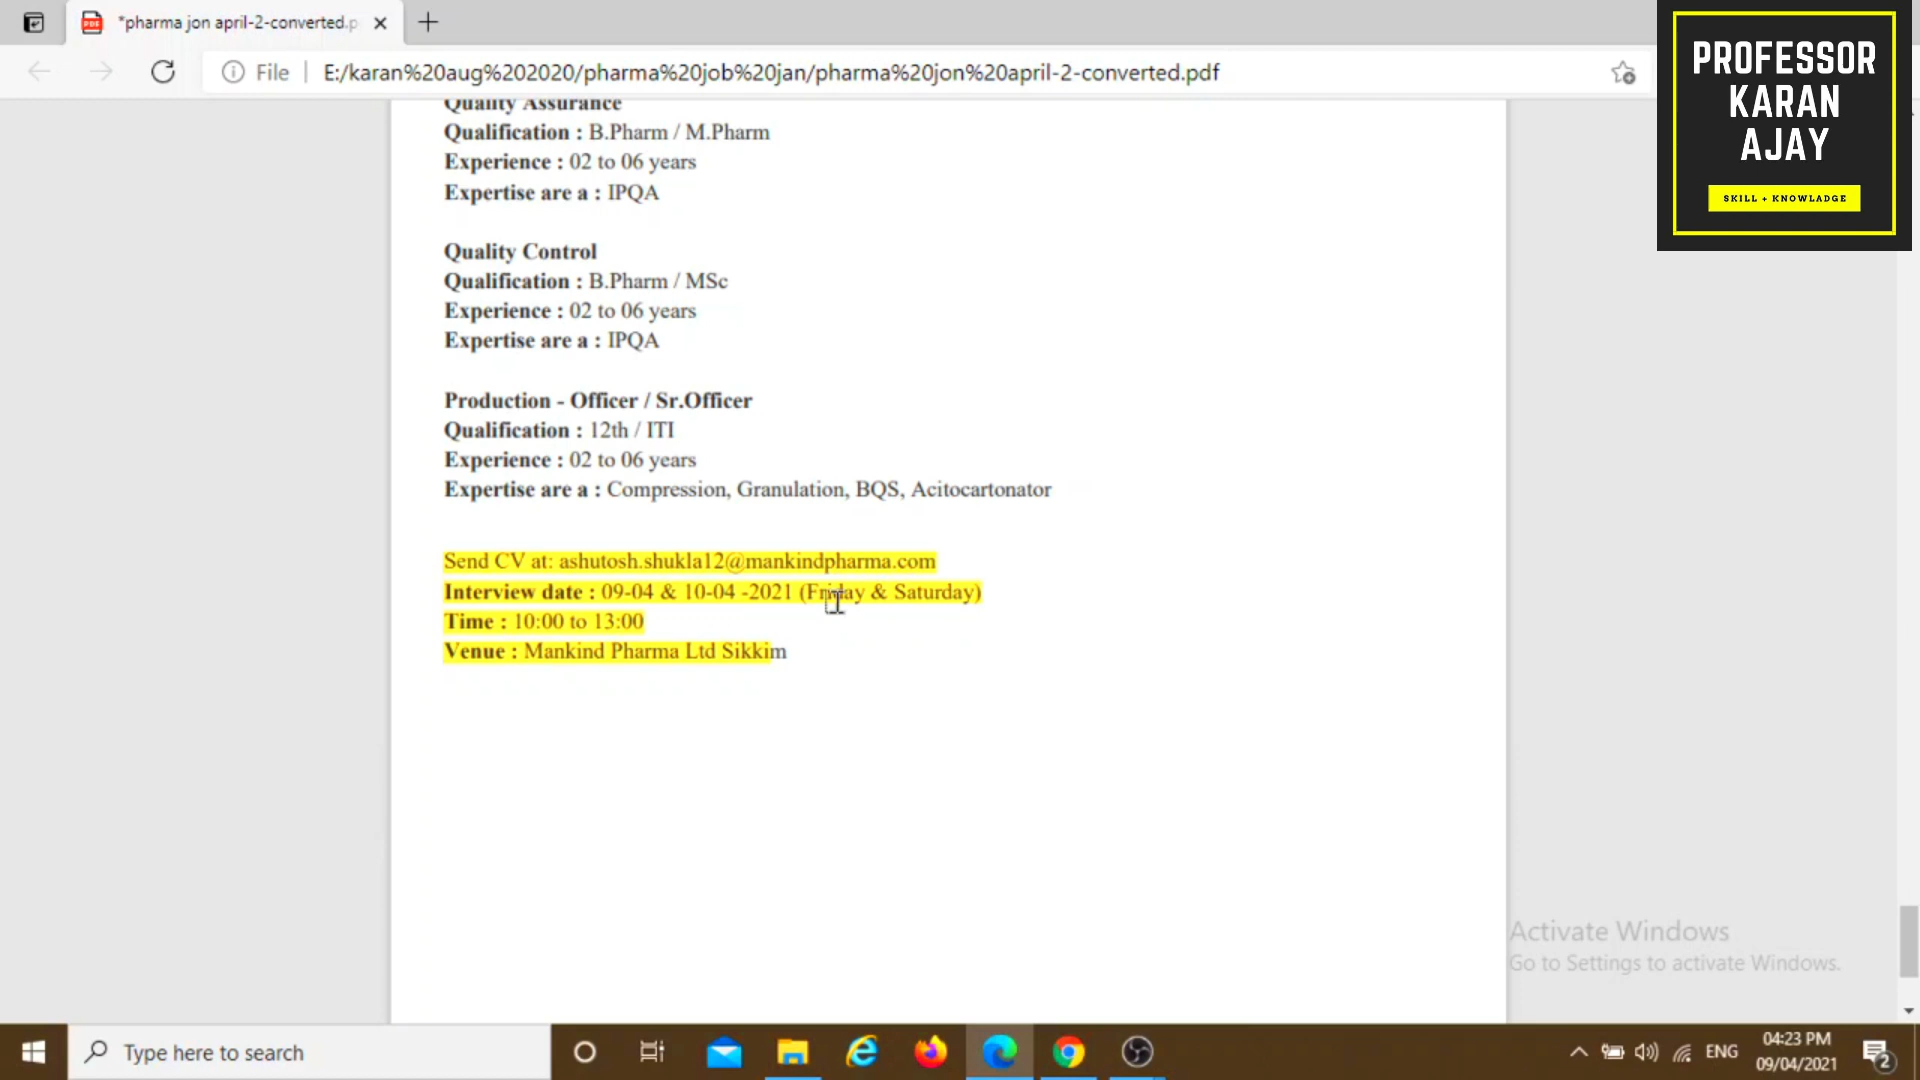 *pharma jon april-2-converted.p
File
E:/karan%20aug%202020/pharma%20job%20jan/pharma%20jon%20april-2-converted.pdf
PROFESSOR
KARAN
AJAY
SKILL + KNOWLADGE
Quality Assurance
Qualification : B.Pharm / M.Pharm
Experience : 02 to 06 years
Expertise are a : IPQA
Quality Control
Qualification : B.Pharm / MSc
Experience : 02 to 06 years
Expertise are a : IPQA
Production - Officer / Sr.Officer
Qualification : 12th / ITI
Experience : 02 to 06 years
Expertise are a : Compression, Granulation, BQS, Acitocartonator
Send CV at: ashutosh.shukla12@mankindpharma.com
Interview date : 09-04 & 10-04 -2021 (Friday & Saturday)
Time : 10:00 to 13:00
Venue : Mankind Pharma Ltd Sikkim
Activate Windows
Go to Settings to activate Windows.
Type here to search
ENG
04:23 PM
09/04/2021
2